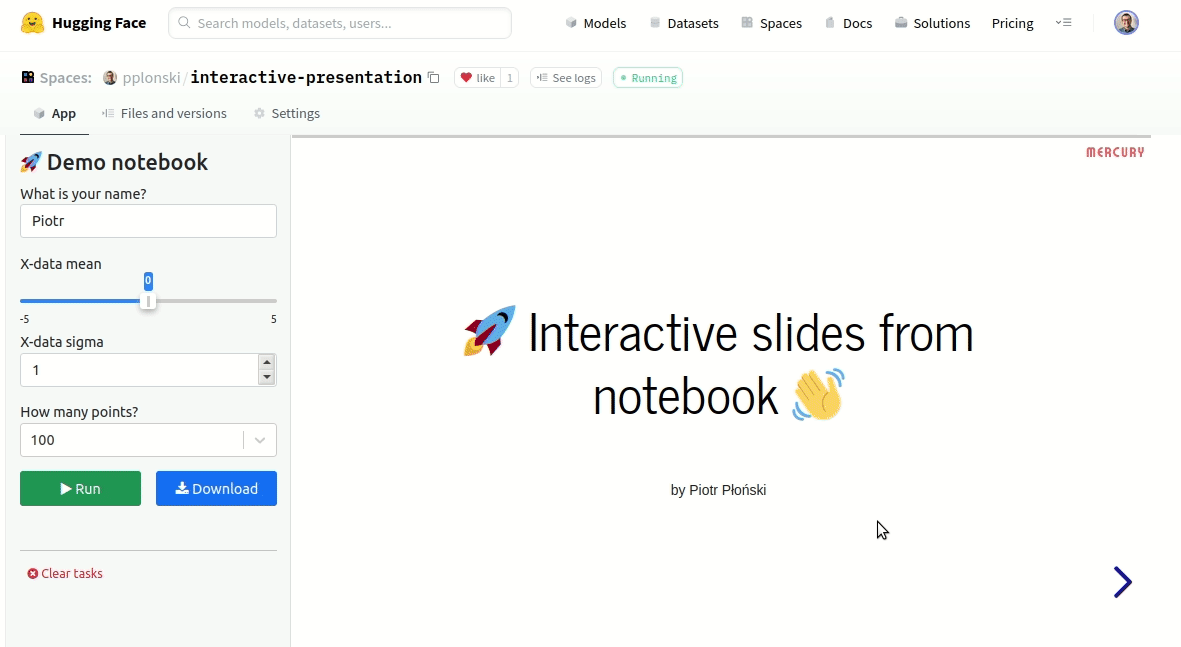 Hugging Face
Search models, datasets, users...
Models
Datasets
Spaces
Docs
Solutions
Pricing
Spaces:
pplonski/interactive-presentation
like
1
See logs
Running
App
Files and versions
Settings
🚀 Demo notebook
What is your name?
Piotr
X-data mean
0
-5
5
X-data sigma
1
How many points?
100
Run
Download
Clear tasks
MERCURY
🚀 Interactive slides from
notebook 👋
by Piotr Płoński